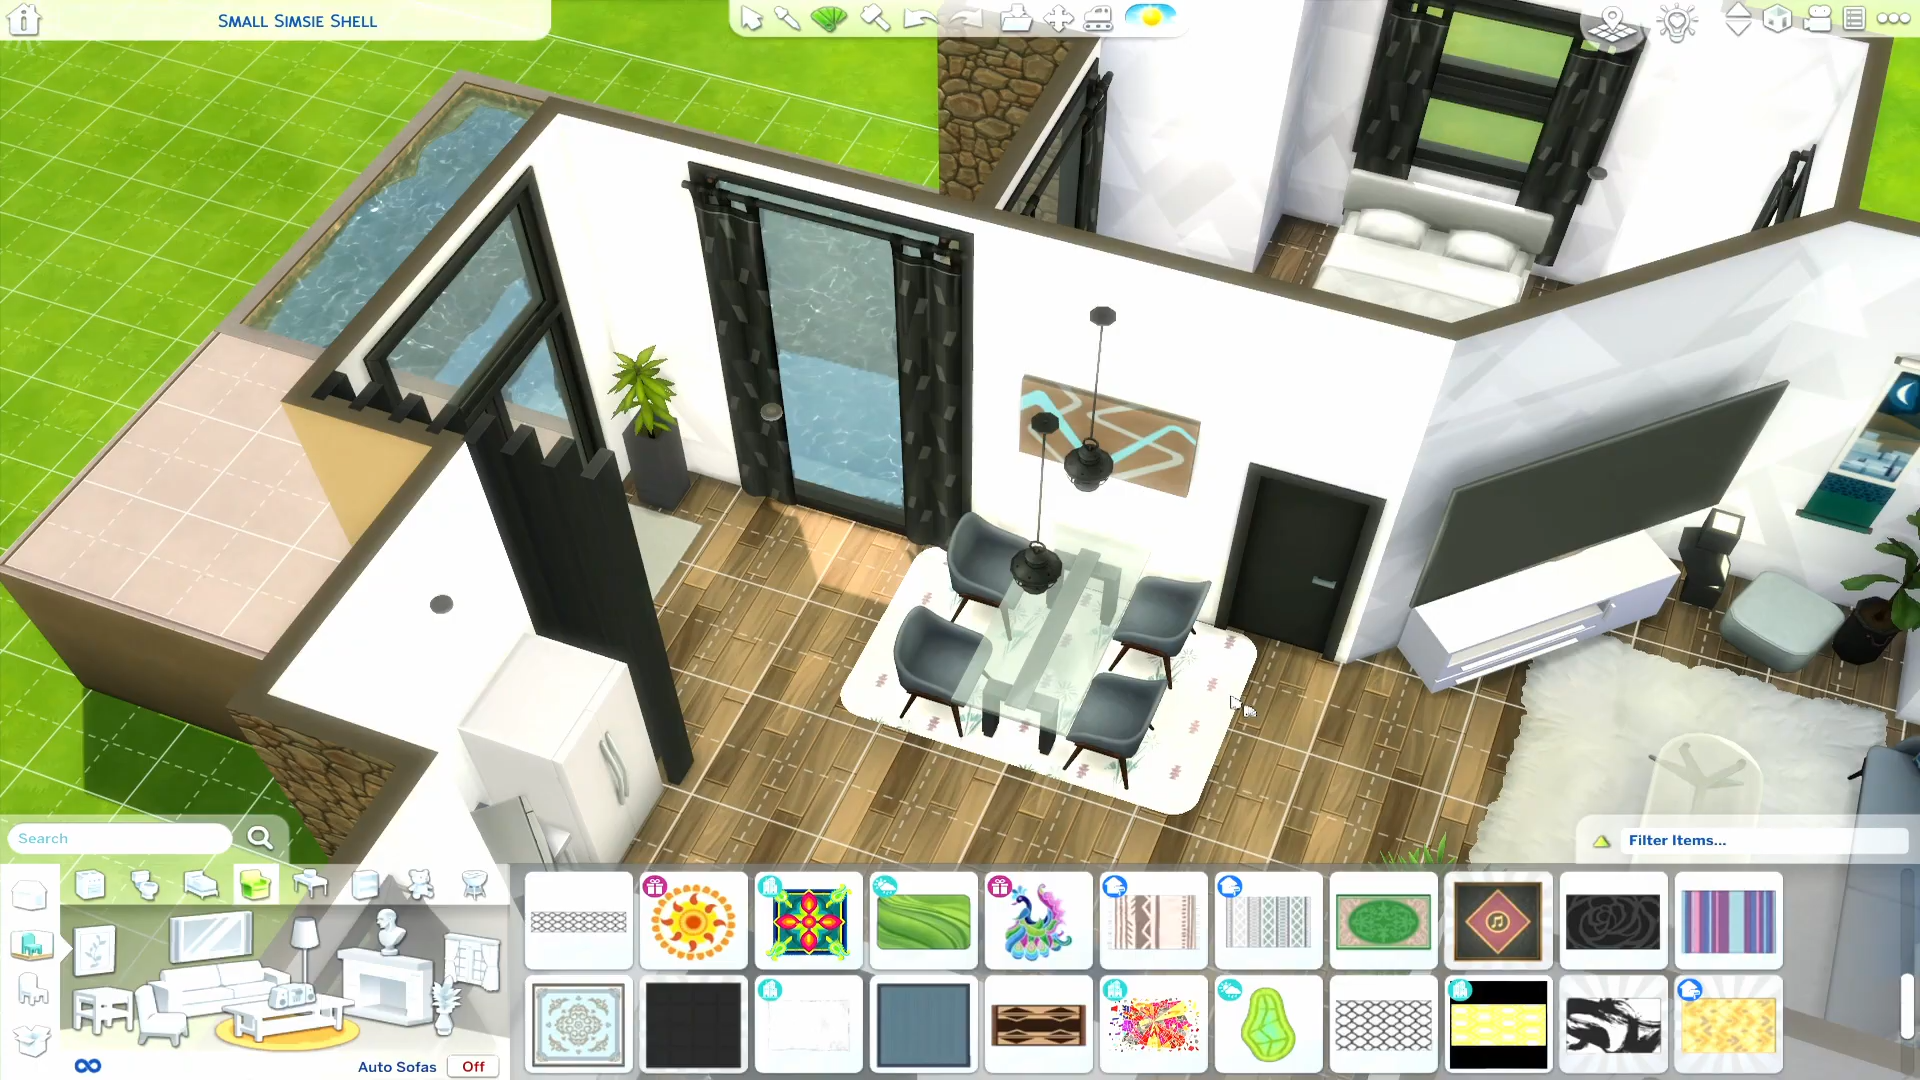 Small Simsie Shell
Search
Filter Items...
Auto Sofas
Off